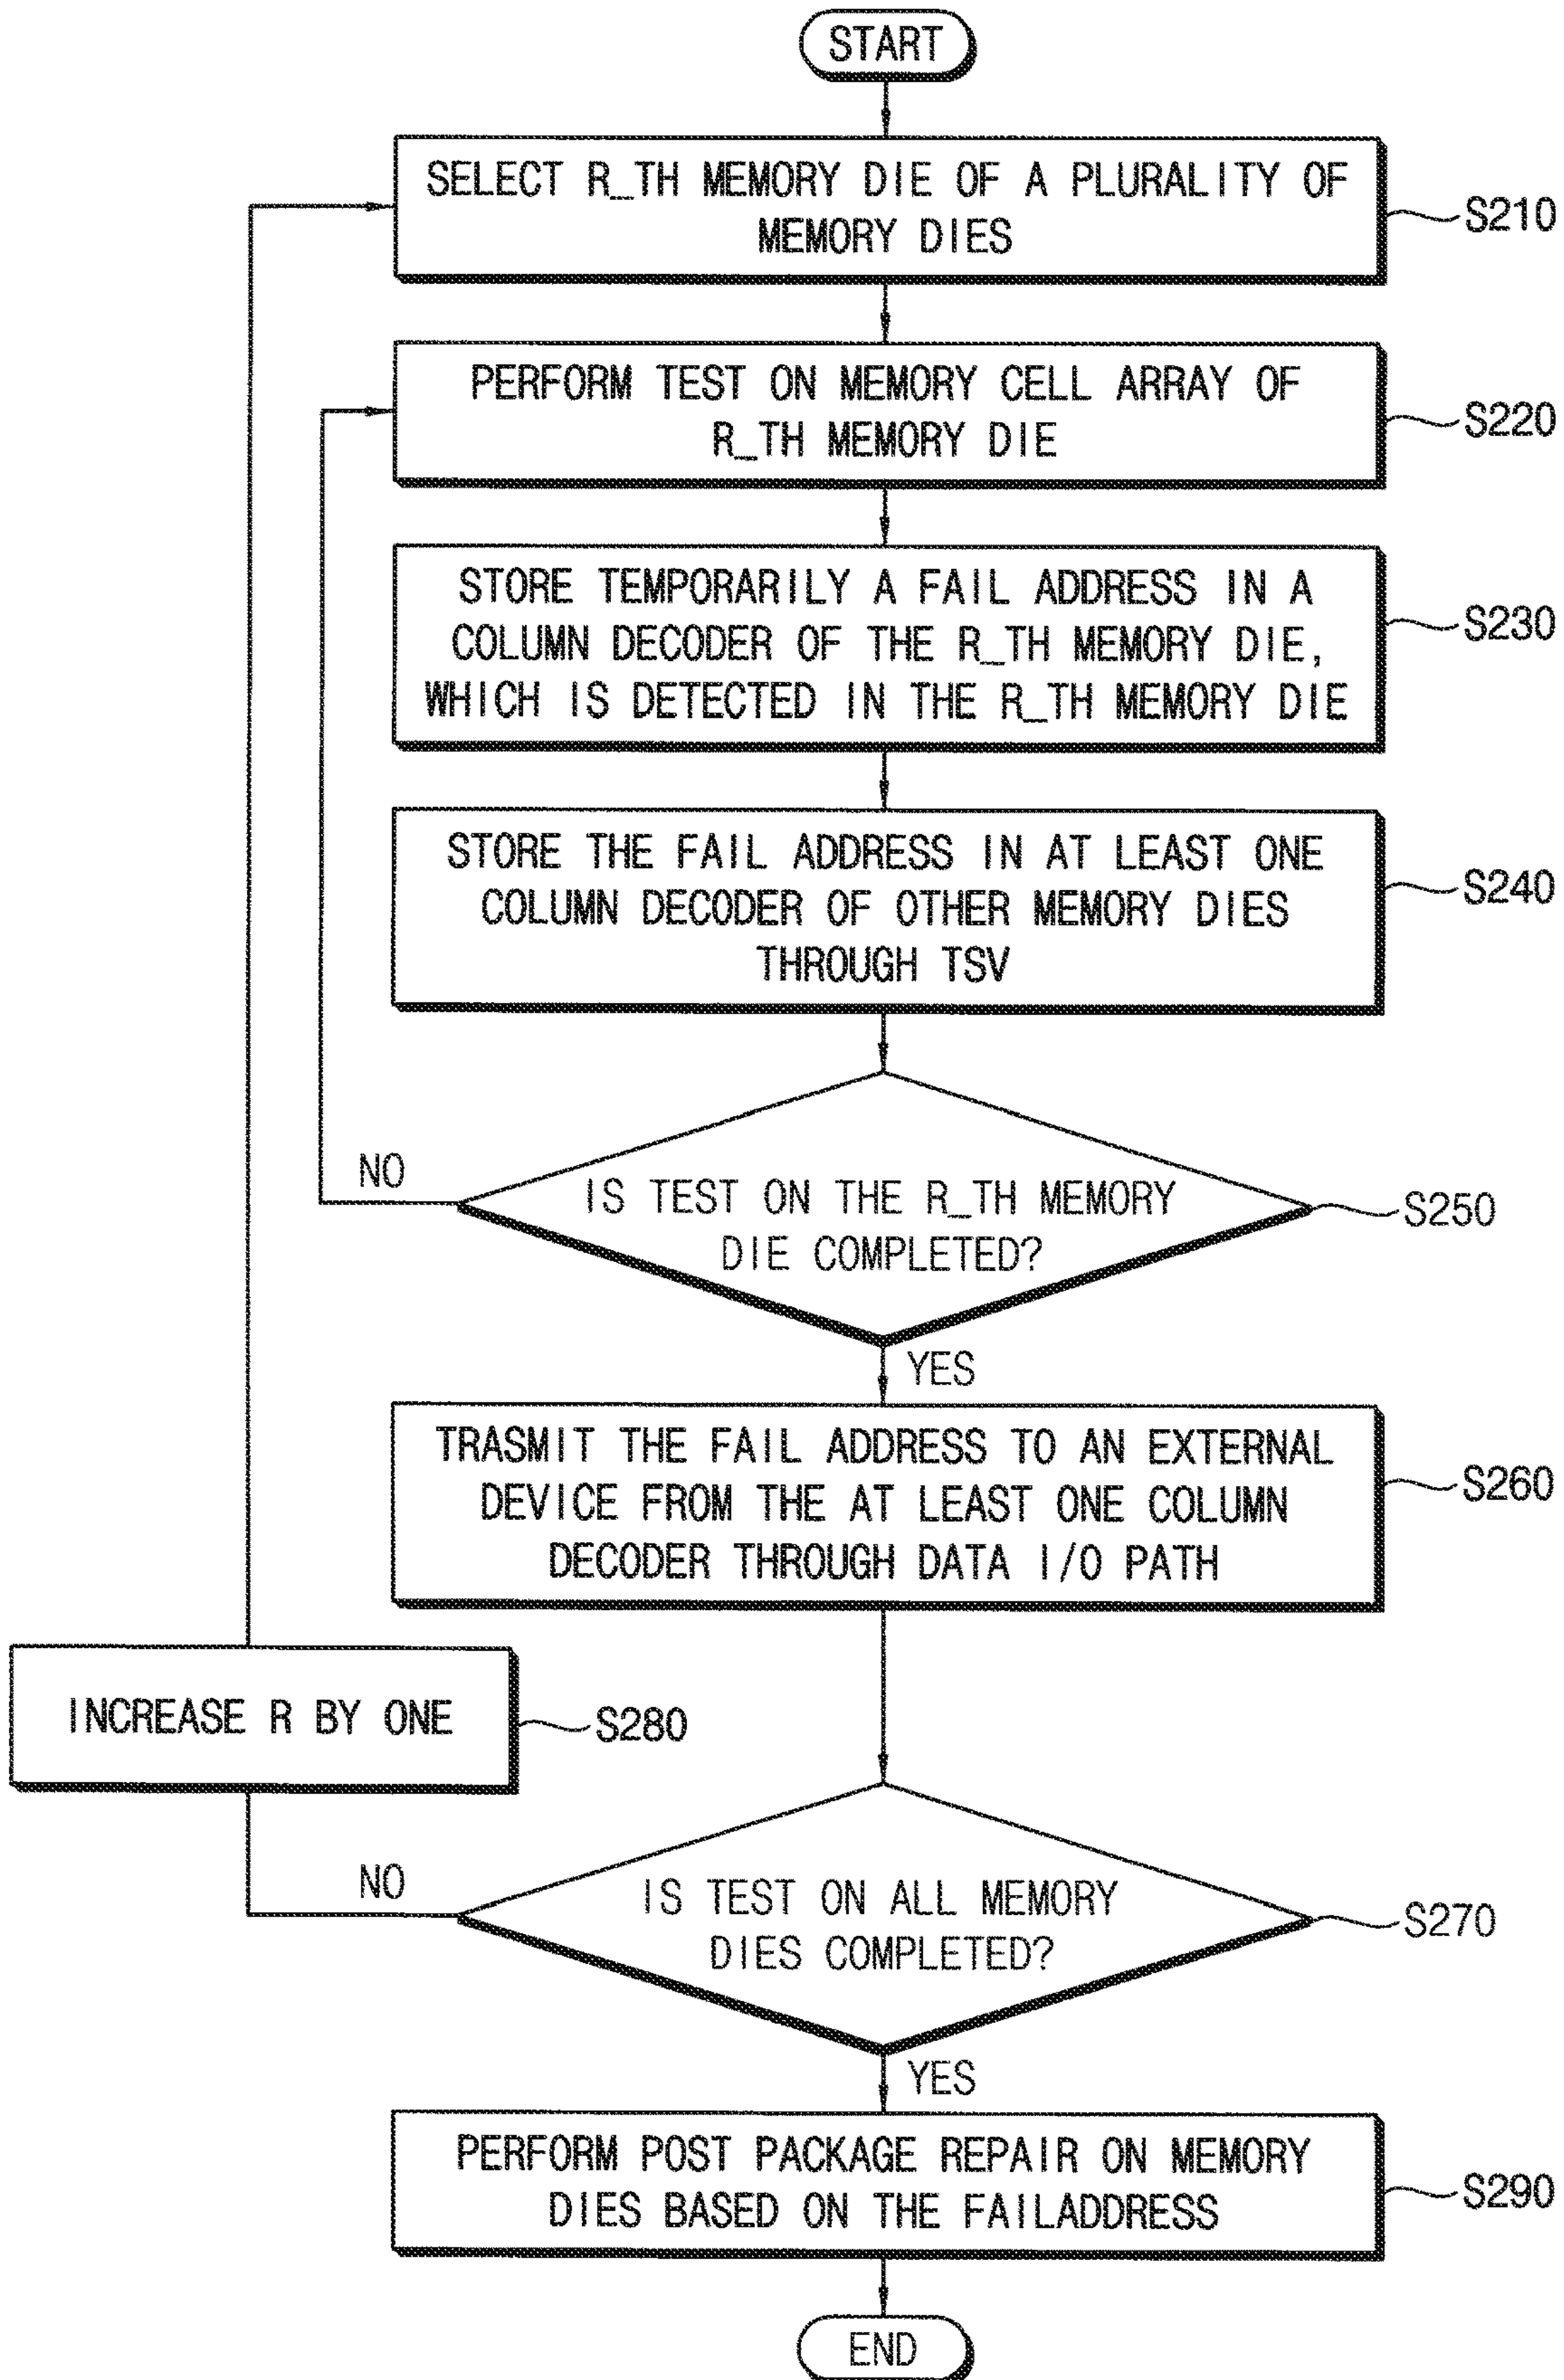 START
SELECT R_TH MEMORY DIE OF A PLURALITY OF
MEMORY DIES
S210
PERFORM TEST ON MEMORY CELL ARRAY OF
R_TH MEMORY DIE
S220
STORE TEMPORARILY A FAIL ADDRESS IN A
COLUMN DECODER OF THE R_TH MEMORY DIE,
WHICH IS DETECTED IN THE R_TH MEMORY DIE
S230
STORE THE FAIL ADDRESS IN AT LEAST ONE
COLUMN DECODER OF OTHER MEMORY DIES
THROUGH TSV
S240
NO
IS TEST ON THE R_TH MEMORY
DIE COMPLETED?
S250
YES
TRASMIT THE FAIL ADDRESS TO AN EXTERNAL
DEVICE FROM THE AT LEAST ONE COLUMN
DECODER THROUGH DATA I/O PATH
S260
INCREASE R BY ONE
S280
NO
IS TEST ON ALL MEMORY
DIES COMPLETED?
S270
YES
PERFORM POST PACKAGE REPAIR ON MEMORY
DIES BASED ON THE FAILADDRESS
S290
END